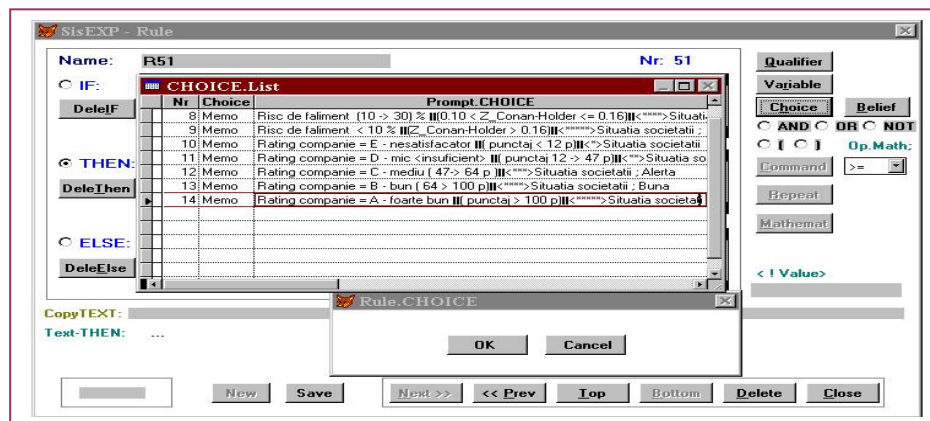 SisEXP - Rule
Name: R51 Nr: 51
IF:
DeleIF
THEN:
DeleThen
ELSE:
DeleElse
CHOICE.List
Nr Choice Prompt.CHOICE
8 Memo Risc de faliment (10 -> 30) % ||(0.10 < Z_Conan-Holder <= 0.16)||<"""">Situati
9 Memo Risc de faliment < 10 % ||(Z_Conan-Holder > 0.16)||<""""">Situatia societatii ;
10 Memo Rating companie = E - nesatisfacator ||( punctaj < 12 p)||<">Situatia societatii
11 Memo Rating companie = D - mic <insuficient> ||( punctaj 12 -> 47 p)||<"">Situatia so
12 Memo Rating companie = C - mediu ( 47-> 64 p )||<""">Situatia societatii ; Alerta
13 Memo Rating companie = B - bun ( 64 > 100 p)||<"""">Situatia societatii ; Buna
14 Memo Rating companie = A - foarte bun ||( punctaj > 100 p)||<""""">Situatia societa
Qualifier
Variable
Choice Belief
AND OR NOT
[ ] Op.Math;
Command >=
Repeat
Mathemat
< ! Value>
Rule.CHOICE
OK Cancel
CopyTEXT:
Text-THEN: ...
New Save Next >> << Prev Top Bottom Delete Close